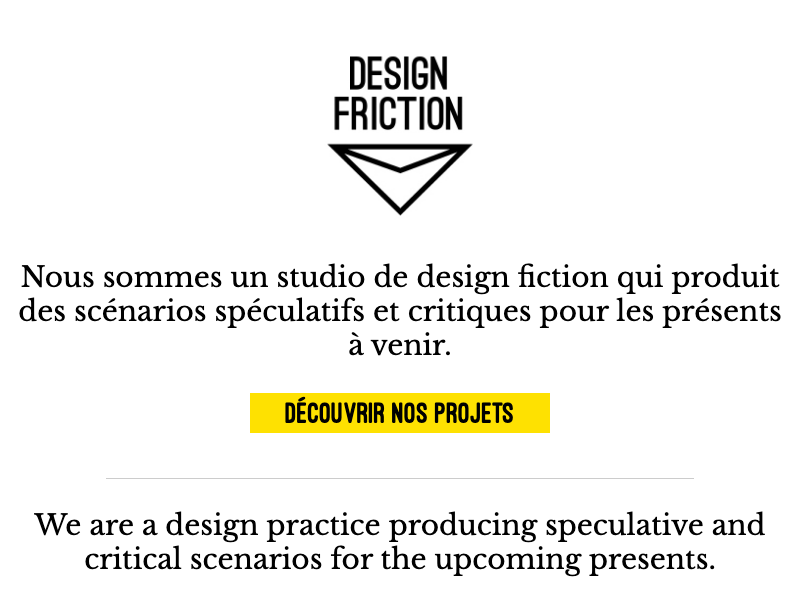 DESIGN
FRICTION
Nous sommes un studio de design fiction qui produit
des scénarios spéculatifs et critiques pour les présents
à venir.
DÉCOUVRIR NOS PROJETS
We are a design practice producing speculative and
critical scenarios for the upcoming presents.